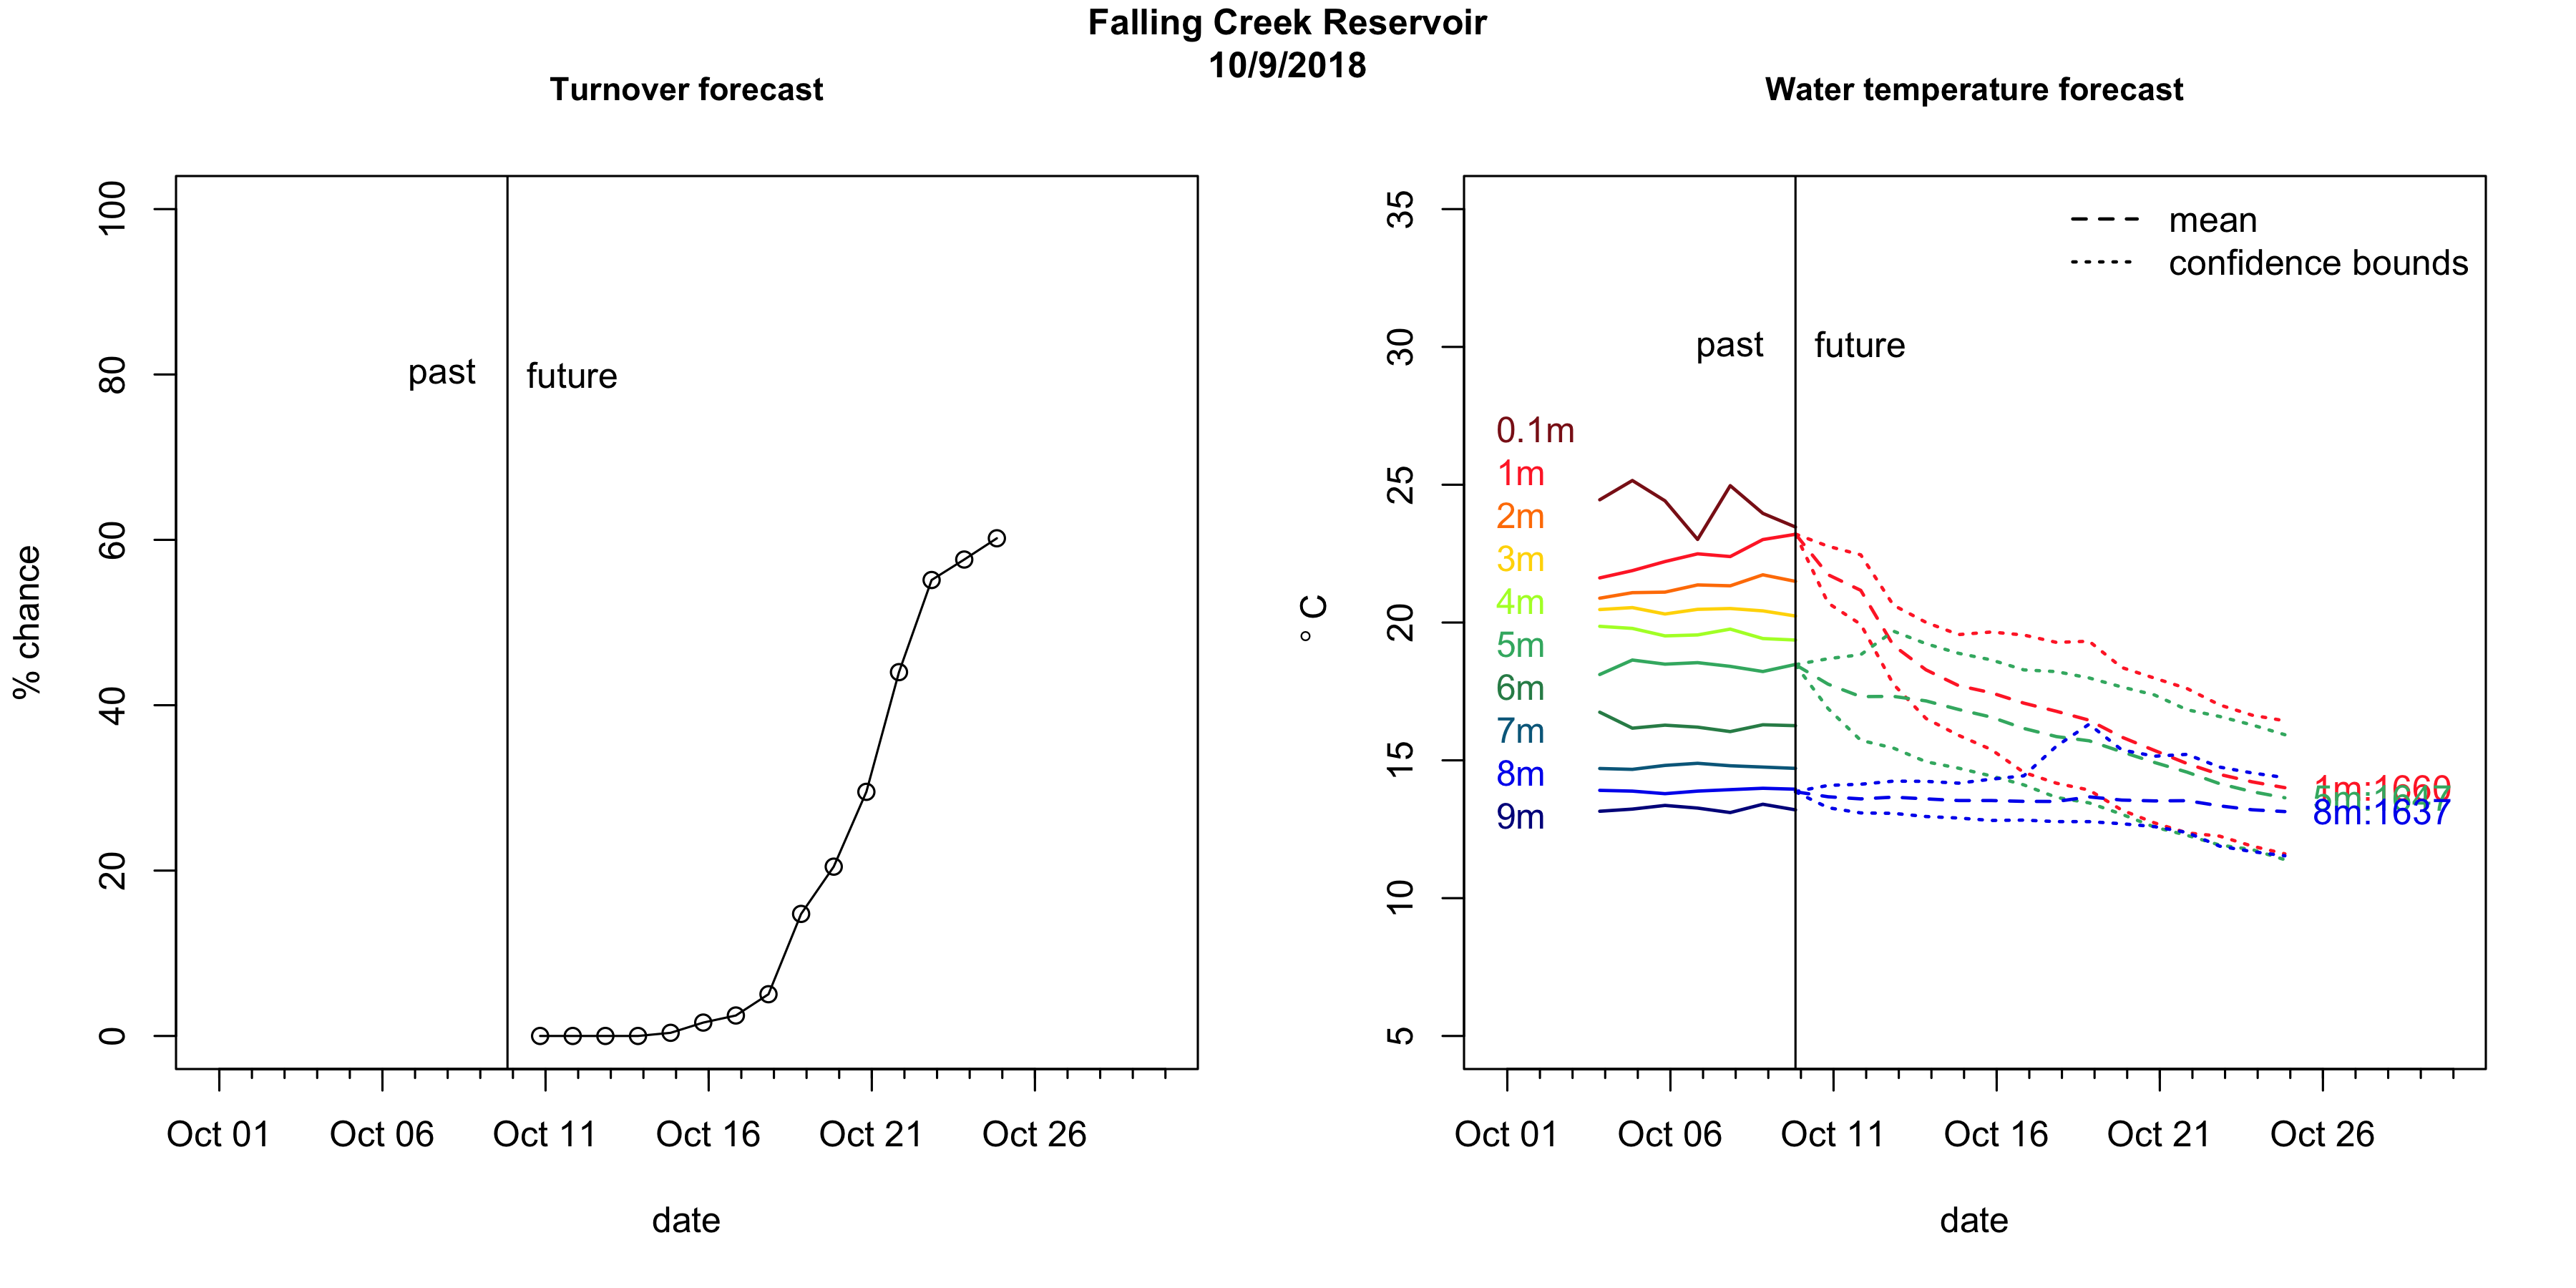 Falling Creek Reservoir
10/9/2018
Turnover forecast
% chance
100
80
60
40
20
0
past
future
Oct 01
Oct 06
Oct 11
Oct 16
Oct 21
Oct 26
date
Water temperature forecast
° C
35
30
25
20
15
10
5
mean
confidence bounds
past
future
0.1m
1m
2m
3m
4m
5m
6m
7m
8m
9m
1m:1660
8m:1637
Oct 01
Oct 06
Oct 11
Oct 16
Oct 21
Oct 26
date